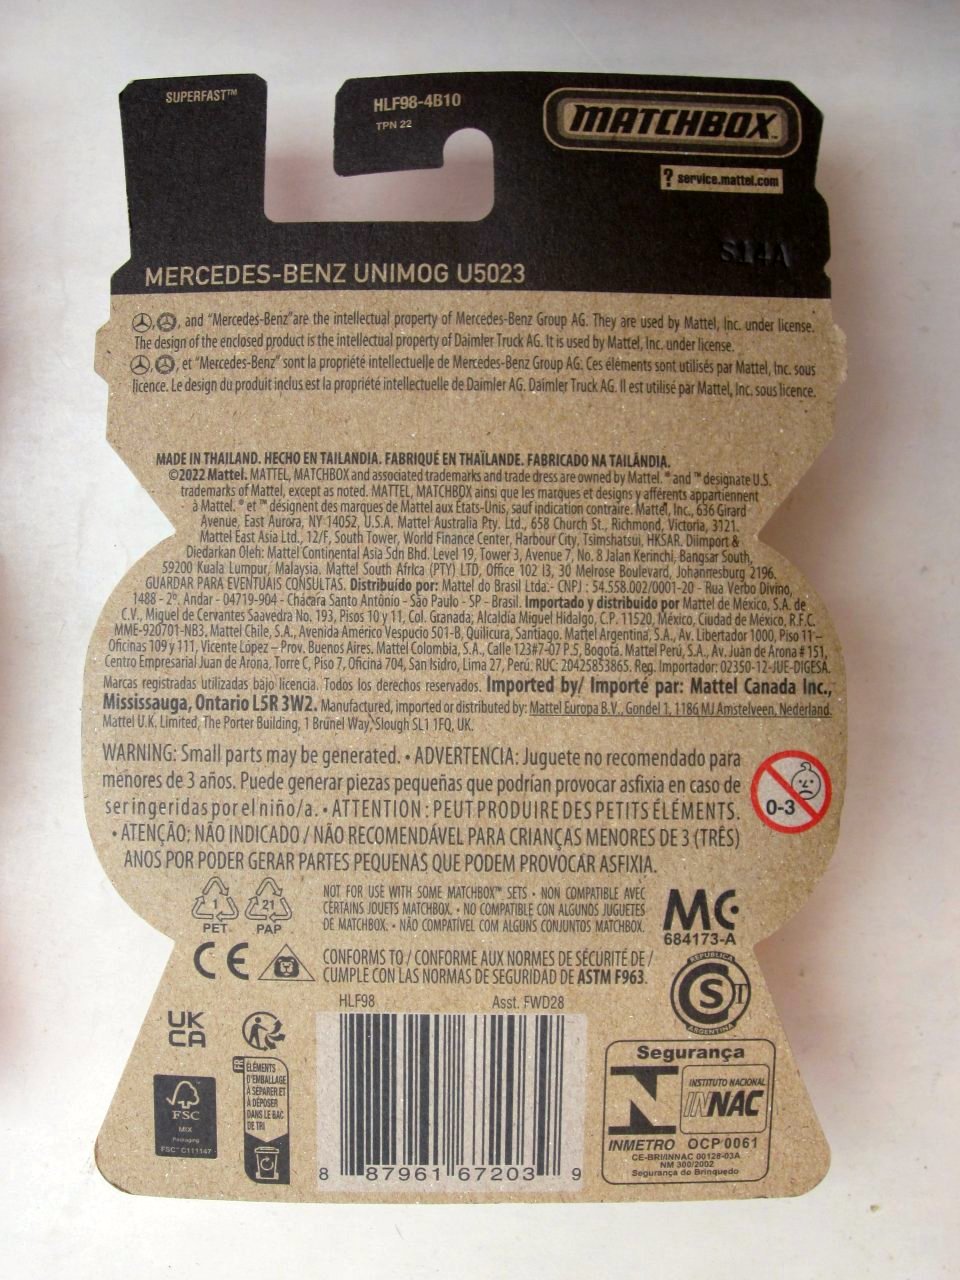 SUPERFAST™
HLF98-4B10
TPN 22
MATCHBOX™
? service.mattel.com
S14A
MERCEDES-BENZ UNIMOG U5023
, and "Mercedes-Benz"are the intellectual property of Mercedes-Benz Group AG. They are used by Mattel, Inc. under license.
The design of the enclosed product is the intellectual property of Daimler Truck AG. It is used by Mattel, Inc. under license.
, et "Mercedes-Benz" sont la propriété intellectuelle de Mercedes-Benz Group AG. Ces éléments sont utilisés par Mattel, Inc. sous
licence. Le design du produit inclus est la propriété intellectuelle de Daimler AG. Daimler Truck AG. Il est utilisé par Mattel, Inc. sous licence.
MADE IN THAILAND. HECHO EN TAILANDIA. FABRIQUÉ EN THAÏLANDE. FABRICADO NA TAILÂNDIA.
©2022 Mattel. MATTEL, MATCHBOX and associated trademarks and trade dress are owned by Mattel. ® and ™ designate U.S.
trademarks of Mattel, except as noted. MATTEL, MATCHBOX ainsi que les marques et designs y afférents appartiennent
à Mattel. ® et ™ désignent des marques de Mattel aux États-Unis, sauf indication contraire. Mattel, Inc., 636 Girard
Avenue, East Aurora, NY 14052, U.S.A. Mattel Australia Pty. Ltd., 658 Church St., Richmond, Victoria, 3121.
Mattel East Asia Ltd., 12/F, South Tower, World Finance Center, Harbour City, Tsimshatsui, HKSAR. Diimport &
Diedarkan Oleh: Mattel Continental Asia Sdn Bhd. Level 19, Tower 3, Avenue 7, No. 8 Jalan Kerinchi, Bangsar South,
59200 Kuala Lumpur, Malaysia. Mattel South Africa (PTY) LTD, Office 102 I3, 30 Melrose Boulevard, Johannesburg 2196.
GUARDAR PARA EVENTUAIS CONSULTAS. Distribuído por: Mattel do Brasil Ltda.- CNPJ : 54.558.002/0001-20 - Rua Verbo Divino,
1488 - 2º. Andar - 04719-904 - Chácara Santo Antônio - São Paulo - SP - Brasil. Importado y distribuido por Mattel de México, S.A. de
C.V., Miguel de Cervantes Saavedra No. 193, Pisos 10 y 11, Col. Granada, Alcaldía Miguel Hidalgo, C.P. 11520, México, Ciudad de México, R.F.C.
MME-920701-NB3, Mattel Chile, S.A., Avenida Américo Vespucio 501-B, Quilicura, Santiago. Mattel Argentina, S.A., Av. Libertador 1000, Piso 11 –
Oficinas 109 y 111, Vicente López – Prov. Buenos Aires. Mattel Colombia, S.A., Calle 123#7-07 P.5, Bogotá. Mattel Perú, S.A., Av. Juan de Arona # 151,
Centro Empresarial Juan de Arona, Torre C, Piso 7, Oficina 704, San Isidro, Lima 27, Perú. RUC: 20425853865. Reg. Importador: 02350-12-JUE-DIGESA.
Marcas registradas utilizadas bajo licencia. Todos los derechos reservados. Imported by/ Importé par: Mattel Canada Inc.,
Mississauga, Ontario L5R 3W2. Manufactured, imported or distributed by: Mattel Europa B.V., Gondel 1, 1186 MJ Amstelveen, Nederland.
Mattel U.K. Limited, The Porter Building, 1 Brunel Way, Slough SL1 1FQ, UK.
WARNING: Small parts may be generated. • ADVERTENCIA: Juguete no recomendado para
menores de 3 años. Puede generar piezas pequeñas que podrían provocar asfixia en caso de
ser ingeridas por el niño/a. • ATTENTION : PEUT PRODUIRE DES PETITS ÉLÉMENTS.
• ATENÇÃO: NÃO INDICADO / NÃO RECOMENDÁVEL PARA CRIANÇAS MENORES DE 3 (TRÊS)
ANOS POR PODER GERAR PARTES PEQUENAS QUE PODEM PROVOCAR ASFIXIA.
0-3
1
PET
21
PAP
NOT FOR USE WITH SOME MATCHBOX™ SETS • NON COMPATIBLE AVEC
CERTAINS JOUETS MATCHBOX. • NO COMPATIBLE CON ALGUNOS JUGUETES
DE MATCHBOX. • NÃO COMPATÍVEL COM ALGUNS CONJUNTOS MATCHBOX.
MC
684173-A
CE
CONFORMS TO / CONFORME AUX NORMES DE SÉCURITÉ DE /
CUMPLE CON LAS NORMAS DE SEGURIDAD DE ASTM F963.
REPUBLICA
S T
ARGENTINA
HLF98
Asst. FWD28
UK
CA
FR
ÉLÉMENTS
D'EMBALLAGE
À SÉPARER ET
À DÉPOSER
DANS LE BAC
DE TRI
FSC
MIX
Packaging
FSC™ C111147
8 87961 67203 9
Segurança
INSTITUTO NACIONAL
INNAC
INMETRO OCP 0061
CE-BRI/INNAC 00128-03A
NM 300/2002
Segurança do Brinquedo